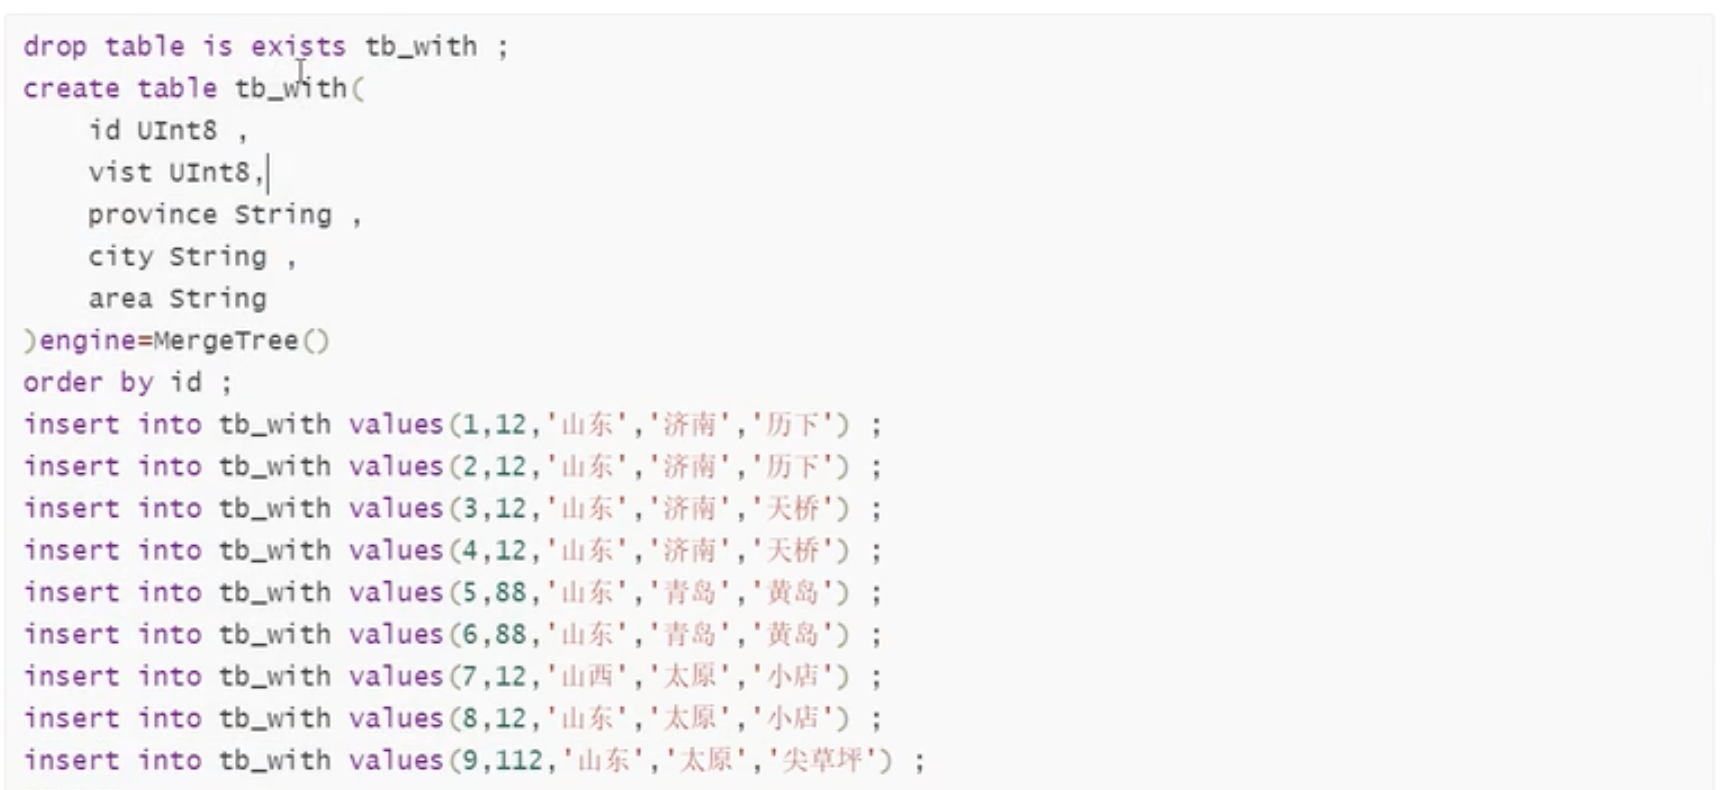 drop table is exists tb_with ;
create table tb_with(
    id UInt8 ,
    vist UInt8,
    province String ,
    city String ,
    area String
)engine=MergeTree()
order by id ;
insert into tb_with values(1,12,'山东','济南','历下') ;
insert into tb_with values(2,12,'山东','济南','历下') ;
insert into tb_with values(3,12,'山东','济南','天桥') ;
insert into tb_with values(4,12,'山东','济南','天桥') ;
insert into tb_with values(5,88,'山东','青岛','黄岛') ;
insert into tb_with values(6,88,'山东','青岛','黄岛') ;
insert into tb_with values(7,12,'山西','太原','小店') ;
insert into tb_with values(8,12,'山东','太原','小店') ;
insert into tb_with values(9,112,'山东','太原','尖草坪') ;